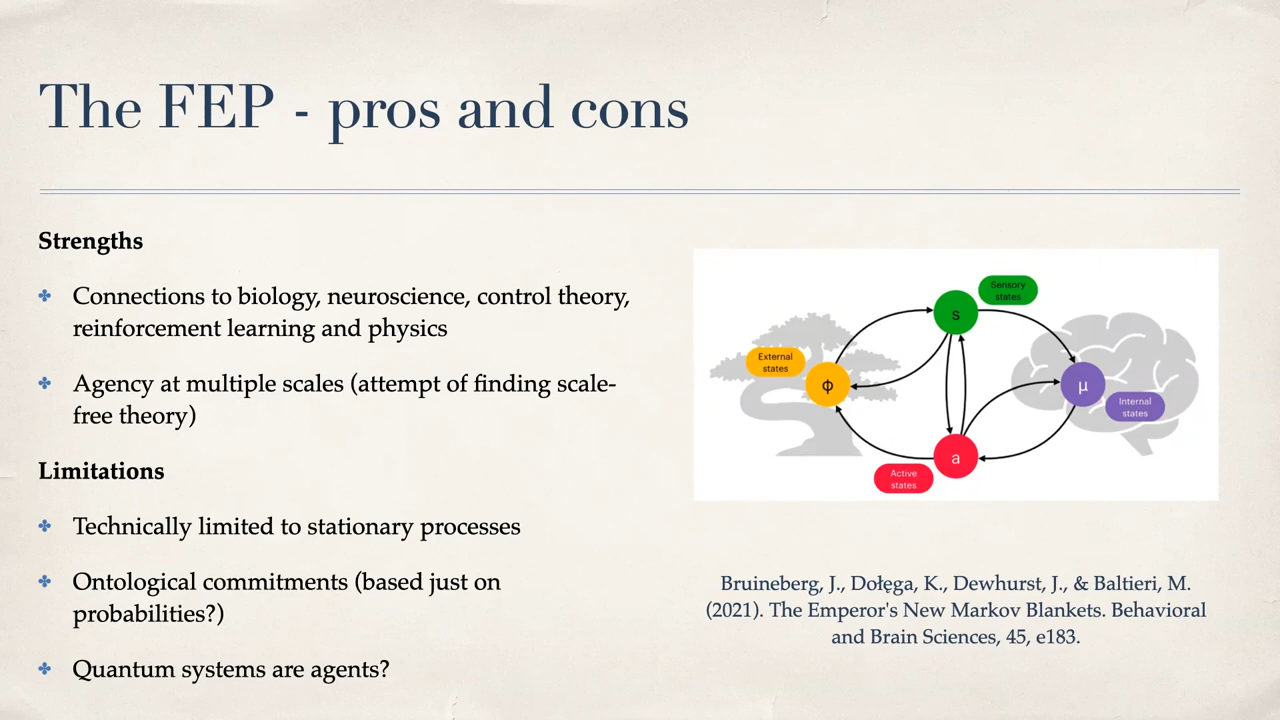 The FEP - pros and cons
Strengths
Connections to biology, neuroscience, control theory,
reinforcement learning and physics
Agency at multiple scales (attempt of finding scale-
free theory)
Limitations
Technically limited to stationary processes
Ontological commitments (based just on
probabilities?)
Quantum systems are agents?
Sensory
states
s
External
states
ϕ
μ
Internal
states
a
Active
states
Bruineberg, J., Dołęga, K., Dewhurst, J., & Baltieri, M.
(2021). The Emperor's New Markov Blankets. Behavioral
and Brain Sciences, 45, e183.